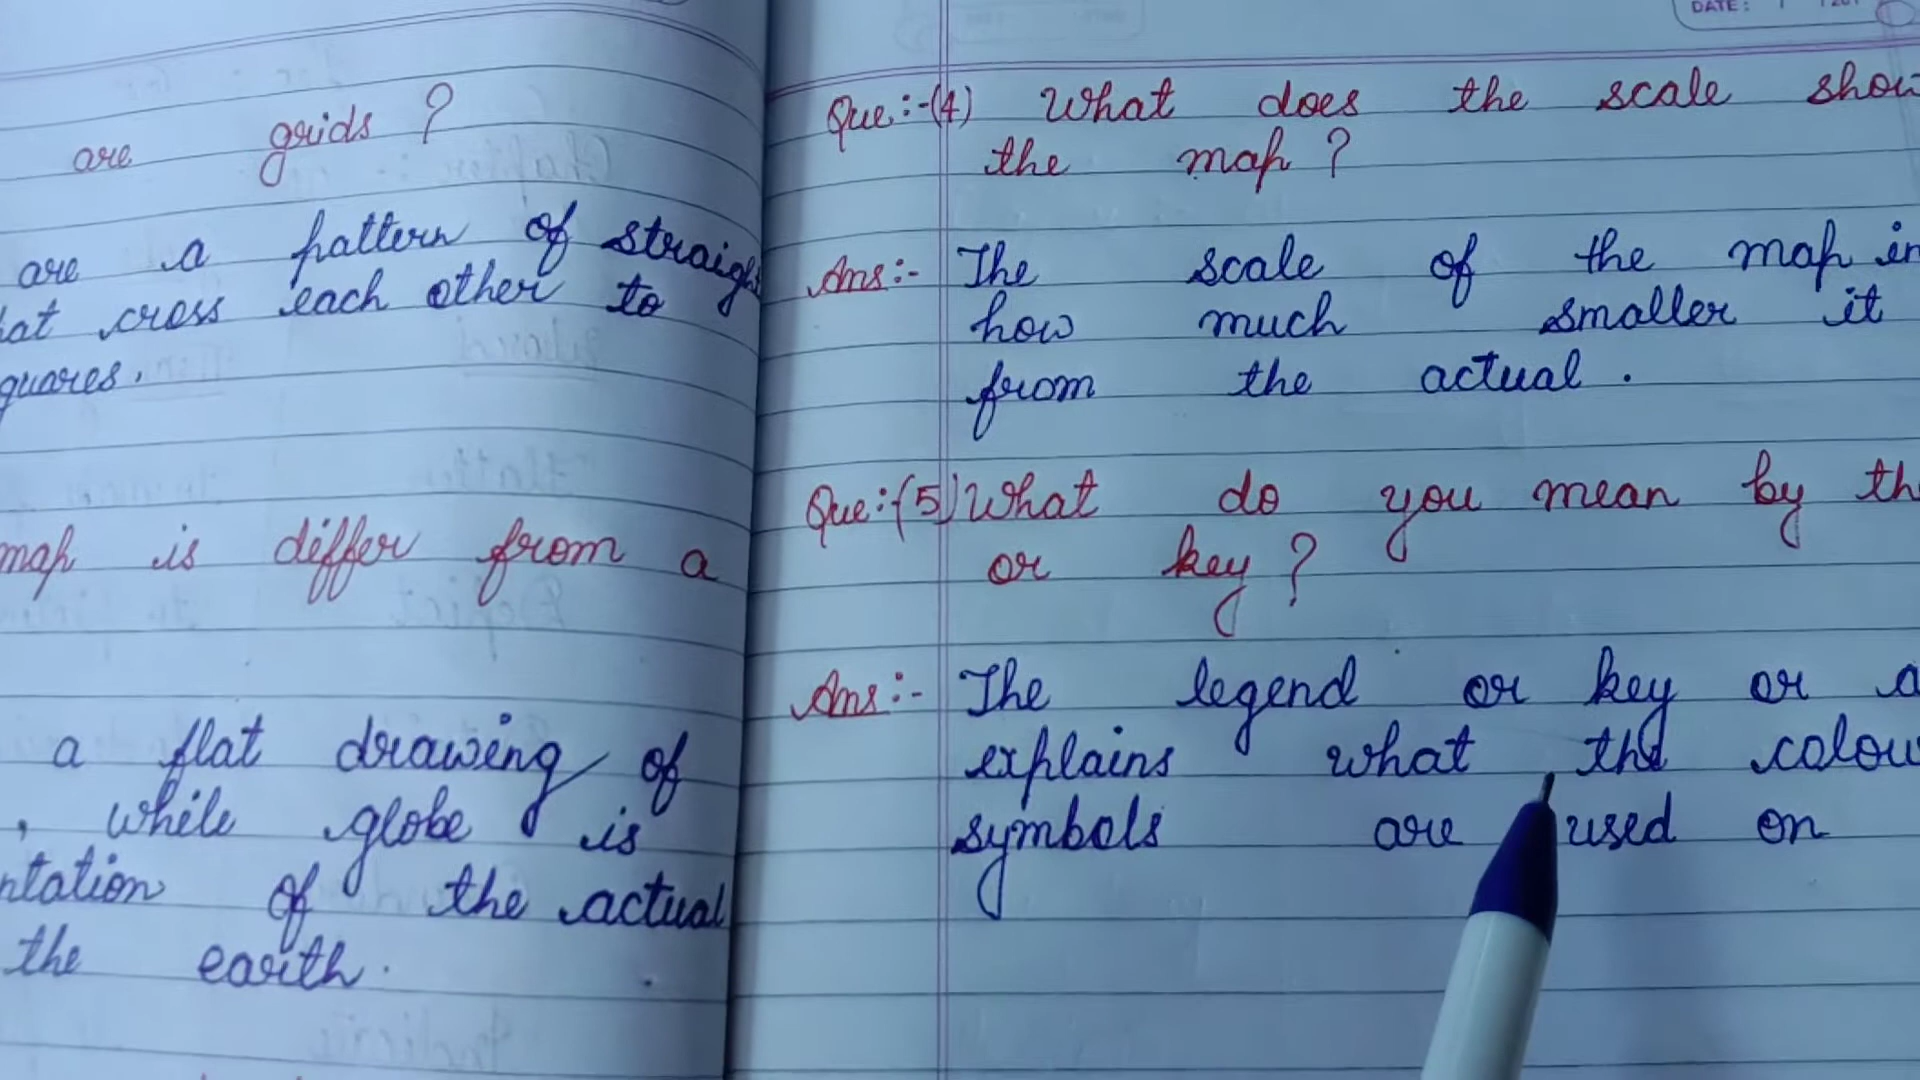 are grids ?
are a pattern of straigh
hat cross each other to
quares.
map is differ from a
a flat drawing of
, while globe is
ntation of the actual
the earth.
DATE :
Que:-(4) What does the scale show
the map ?
Ans:- The scale of the map in
how much smaller it
from the actual .
Que:(5) What do you mean by the
or key ?
Ans:- The legend or key or a
explains what the colou
symbols are used on